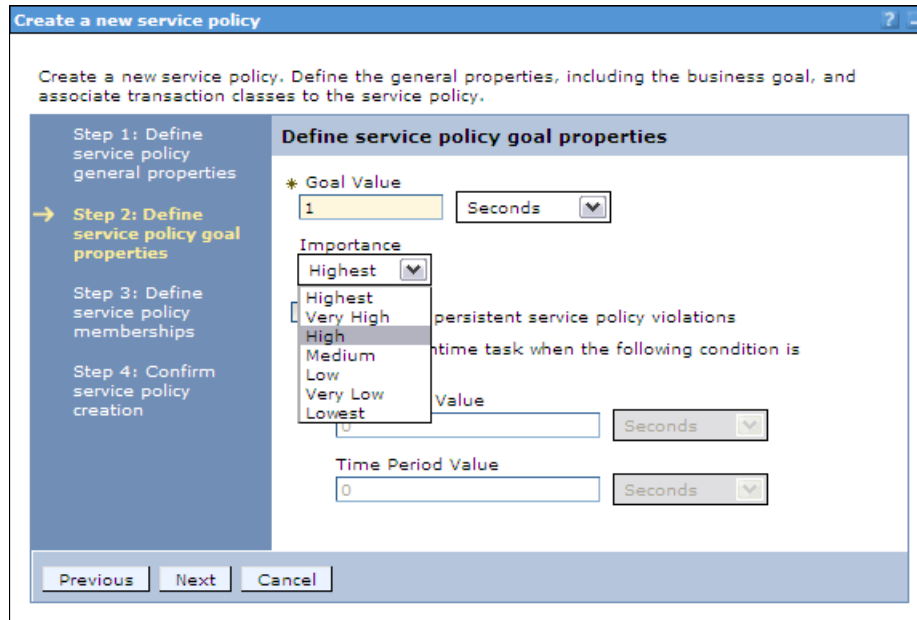 Create a new service policy ?
Create a new service policy. Define the general properties, including the business goal, and
associate transaction classes to the service policy.
Step 1: Define
service policy
general properties
Step 2: Define
service policy goal
properties
Step 3: Define
service policy
memberships
Step 4: Confirm
service policy
creation
Define service policy goal properties
* Goal Value
1 Seconds
Importance
Highest
Highest
Very High
High
Medium
Low
Very Low
Lowest
persistent service policy violations
time task when the following condition is
Value
0 Seconds
Time Period Value
0 Seconds
Previous Next Cancel